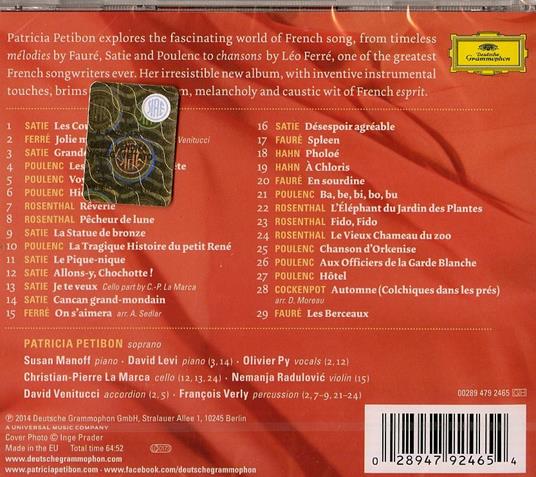 Patricia Petibon explores the fascinating world of French song, from timeless
mélodies by Fauré, Satie and Poulenc to chansons by Léo Ferré, one of the greatest
French songwriters ever. Her irresistible new album, with inventive instrumental
touches, brims melancholy and caustic wit of French esprit.
Deutsche
Grammophon
1 SATIE Les
2 FERRÉ Jolie Venitucci
3 SATIE
4 POULENC Les
5 POULENC
6 POULENC
7 ROSENTHAL Rêverie
8 ROSENTHAL Pêcheur de lune
9 SATIE La Statue de bronze
10 POULENC La Tragique Histoire du petit René
11 SATIE Le Pique-nique
12 SATIE Allons-y, Chochotte !
13 SATIE Je te veux Cello part by C.-P. La Marca
14 SATIE Cancan grand-mondain
15 FERRÉ On s'aimera arr. A. Sedlar
16 SATIE Désespoir agréable
17 FAURÉ Spleen
18 HAHN Pholoé
19 HAHN À Chloris
20 FAURÉ En sourdine
21 POULENC Ba, be, bi, bo, bu
22 ROSENTHAL L'Éléphant du Jardin des Plantes
23 ROSENTHAL Fido, Fido
24 ROSENTHAL Le Vieux Chameau du zoo
25 POULENC Chanson d'Orkenise
26 POULENC Aux Officiers de la Garde Blanche
27 POULENC Hôtel
28 COCKENPOT Automne (Colchiques dans les prés)
arr. D. Moreau
29 FAURÉ Les Berceaux
PATRICIA PETIBON soprano
Susan Manoff piano · David Levi piano (3, 14) · Olivier Py vocals (2, 12)
Christian-Pierre La Marca cello (12, 13, 24) · Nemanja Radulović violin (15)
David Venitucci accordion (2, 5) · François Verly percussion (2, 7–9, 21–24)
℗ 2014 Deutsche Grammophon GmbH, Stralauer Allee 1, 10245 Berlin
A UNIVERSAL MUSIC COMPANY
Cover Photo © Inge Prader
Made in the EU Total time 64:52
www.deutschegrammophon.com
www.patriciapetibon.com www.facebook.com/deutschegrammophon
00289 479 2465 GH
0 28947 92465 4